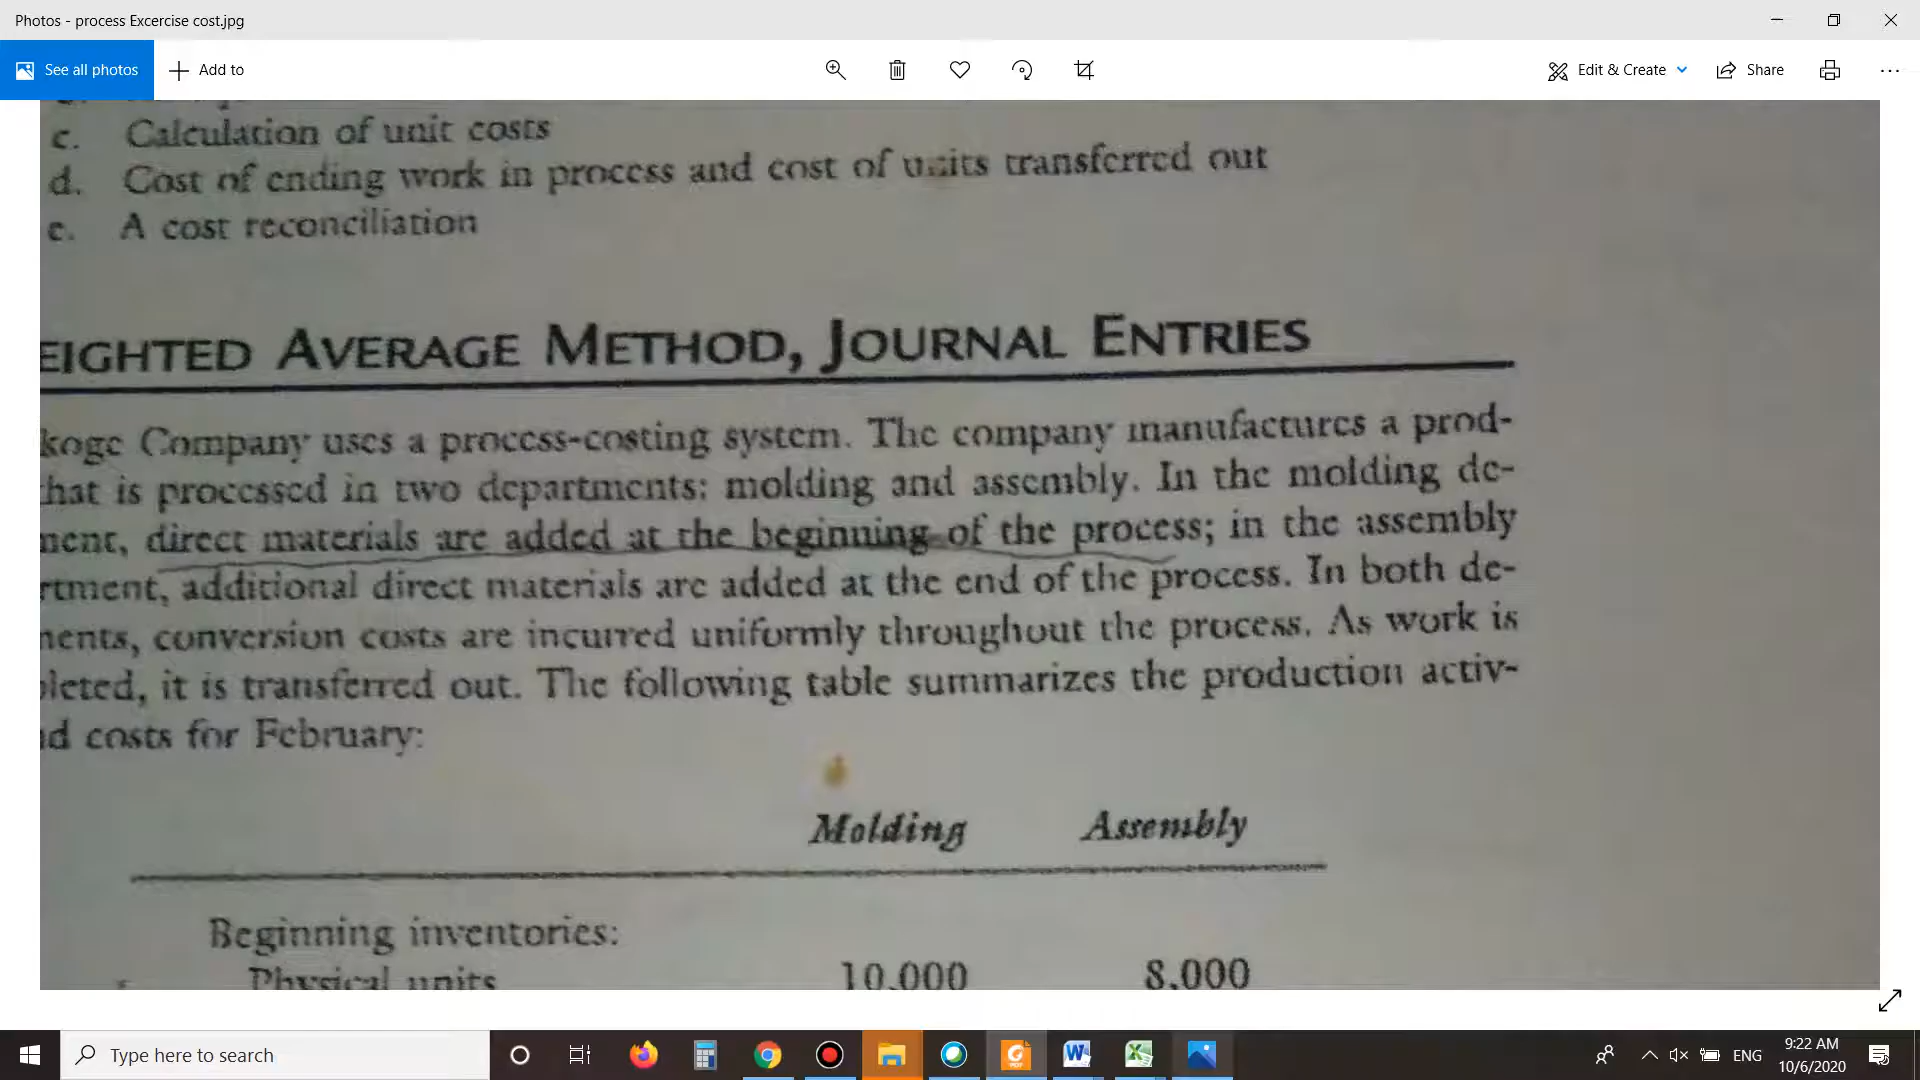 Photos - process Excercise cost.jpg
See all photos
Add to
Edit & Create
Share
c. Calculation of unit costs
d. Cost of ending work in process and cost of units transferred out
e. A cost reconciliation
EIGHTED AVERAGE METHOD, JOURNAL ENTRIES
koge Company uses a process-costing system. The company manufactures a prod-
hat is processed in two departments: molding and assembly. In the molding de-
ment, direct materials are added at the beginning of the process; in the assembly
rtment, additional direct materials are added at the end of the process. In both de-
ments, conversion costs are incurred uniformly throughout the process. As work is
pleted, it is transferred out. The following table summarizes the production activ-
nd costs for February:
Molding Assembly
Beginning inventories:
Physical units 10,000 8,000
Type here to search
ENG
9:22 AM
10/6/2020